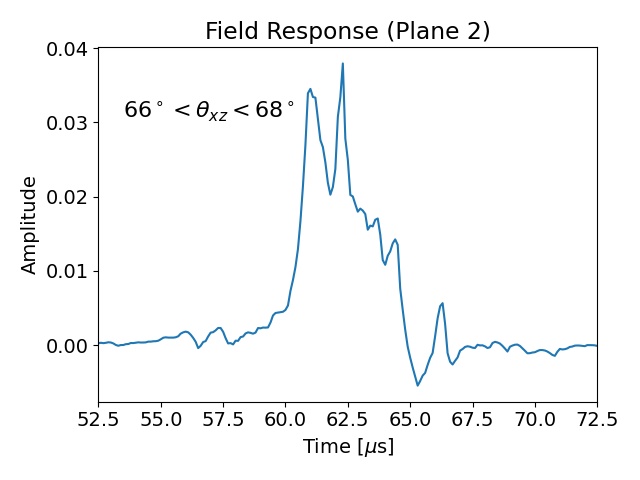 Field Response (Plane 2)
0.04
66° < θxz < 68°
0.03
0.02
0.01
0.00
Amplitude
52.5 55.0 57.5 60.0 62.5 65.0 67.5 70.0 72.5
Time [μs]